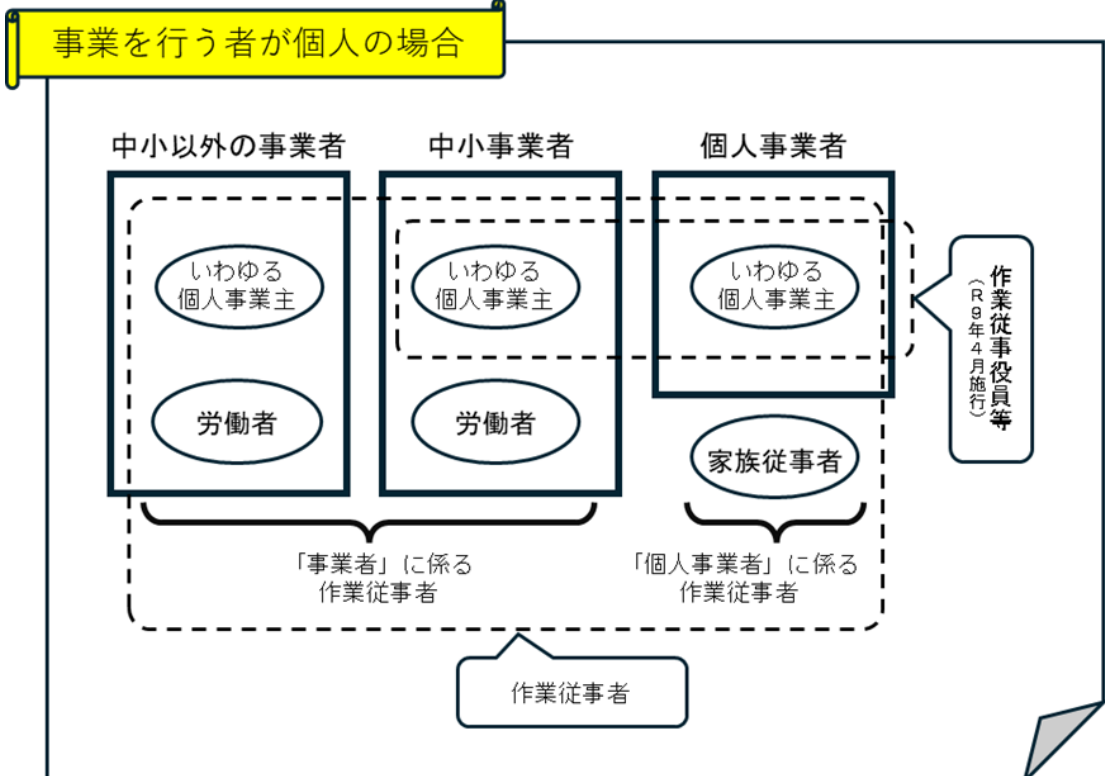 事業を行う者が個人の場合
中小以外の事業者
中小事業者
個人事業者
いわゆる
個人事業主
いわゆる
個人事業主
いわゆる
個人事業主
作業従事役員等
（R9年4月施行）
労働者
労働者
家族従事者
「事業者」に係る
作業従事者
「個人事業者」に係る
作業従事者
作業従事者